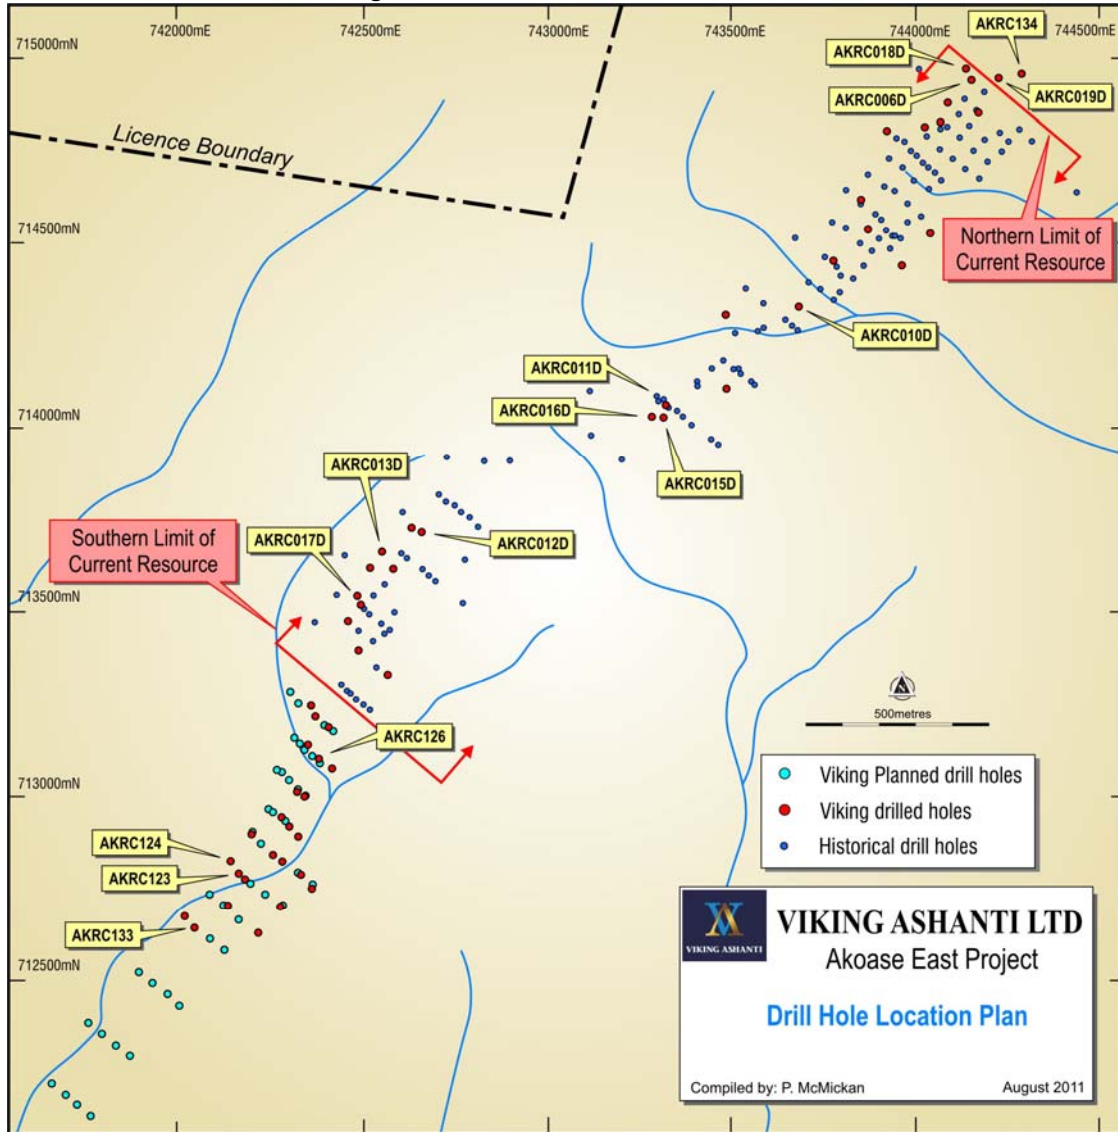 742000mE
742500mE
743000mE
743500mE
744000mE
744500mE
715000mN
AKRC134
AKRC018D
AKRC006D
AKRC019D
Licence Boundary
714500mN
Northern Limit of
Current Resource
AKRC010D
AKRC011D
AKRC016D
714000mN
AKRC015D
AKRC013D
AKRC017D
AKRC012D
Southern Limit of
Current Resource
713500mN
N
500metres
AKRC126
713000mN
Viking Planned drill holes
Viking drilled holes
Historical drill holes
AKRC124
AKRC123
AKRC133
712500mN
VIKING ASHANTI
VIKING ASHANTI LTD
Akoase East Project
Drill Hole Location Plan
Compiled by: P. McMickan
August 2011